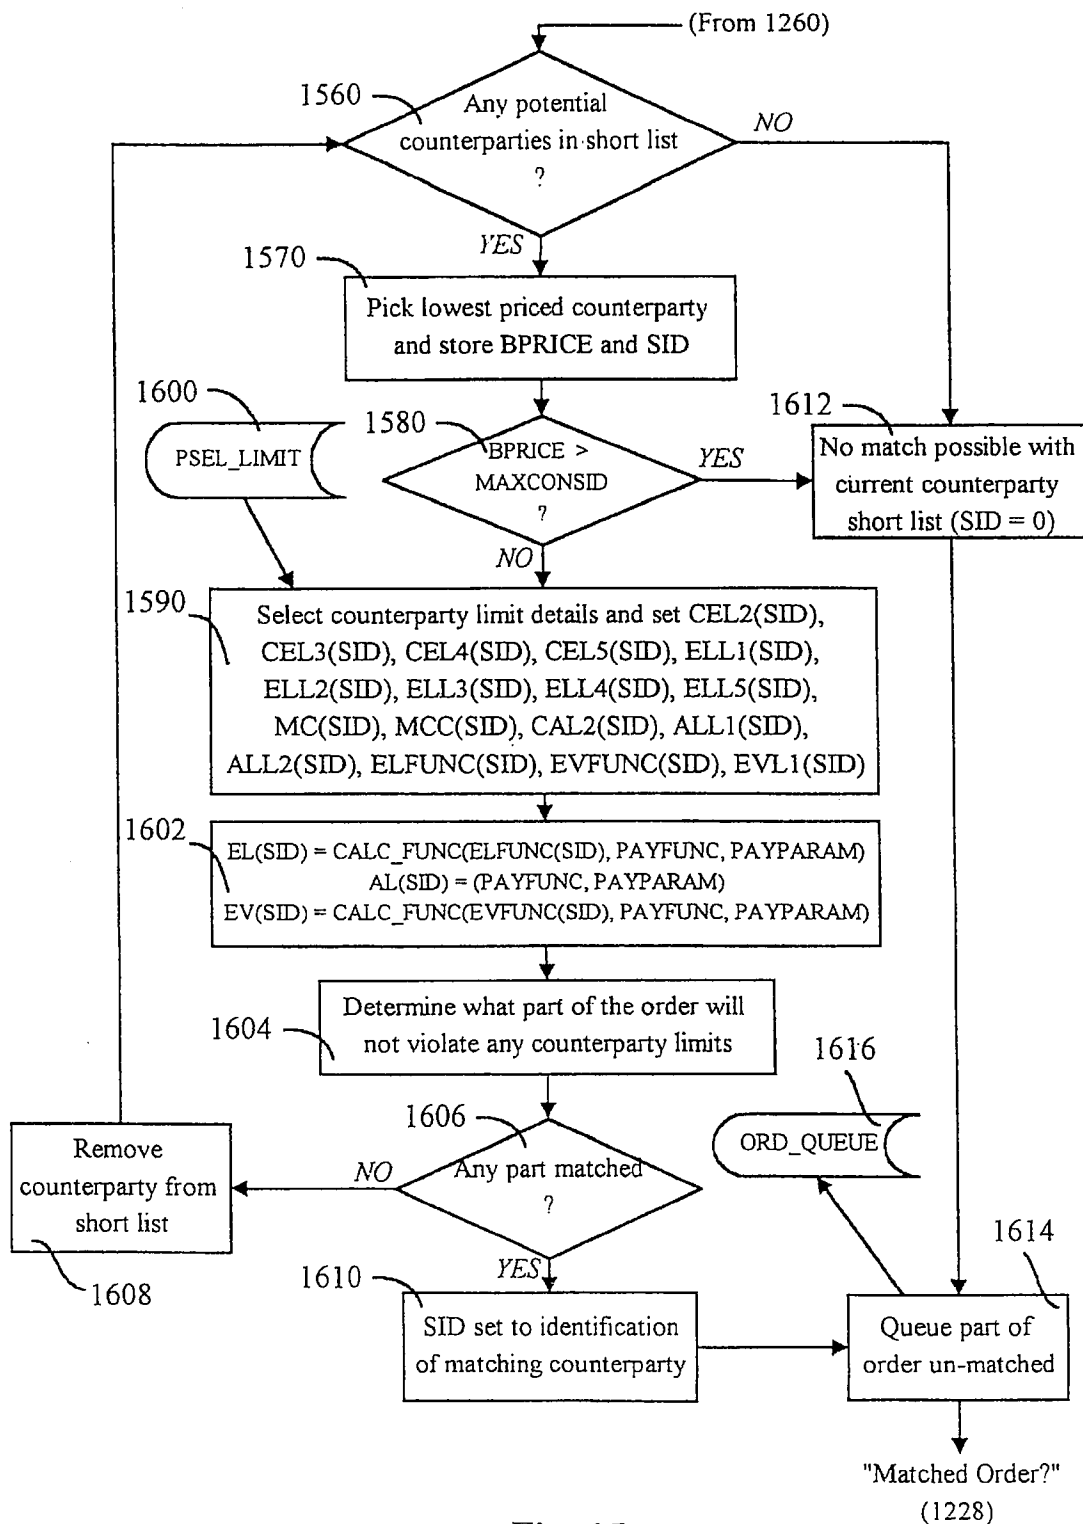 (From 1260)
1560
Any potential
counterparties in short list
?
NO
YES
1570
Pick lowest priced counterparty
and store BPRICE and SID
1600
PSEL_LIMIT
1580
BPRICE >
MAXCONSID
?
YES
NO
1612
No match possible with
current counterparty
short list (SID = 0)
1590
Select counterparty limit details and set CEL2(SID),
CEL3(SID), CEL4(SID), CEL5(SID), ELL1(SID),
ELL2(SID), ELL3(SID), ELL4(SID), ELL5(SID),
MC(SID), MCC(SID), CAL2(SID), ALL1(SID),
ALL2(SID), ELFUNC(SID), EVFUNC(SID), EVL1(SID)
1602
EL(SID) = CALC_FUNC(ELFUNC(SID), PAYFUNC, PAYPARAM)
AL(SID) = (PAYFUNC, PAYPARAM)
EV(SID) = CALC_FUNC(EVFUNC(SID), PAYFUNC, PAYPARAM)
1604
Determine what part of the order will
not violate any counterparty limits
1606
Any part matched
?
NO
YES
Remove
counterparty from
short list
1608
1610
SID set to identification
of matching counterparty
1616
ORD_QUEUE
1614
Queue part of
order un-matched
"Matched Order?"
(1228)